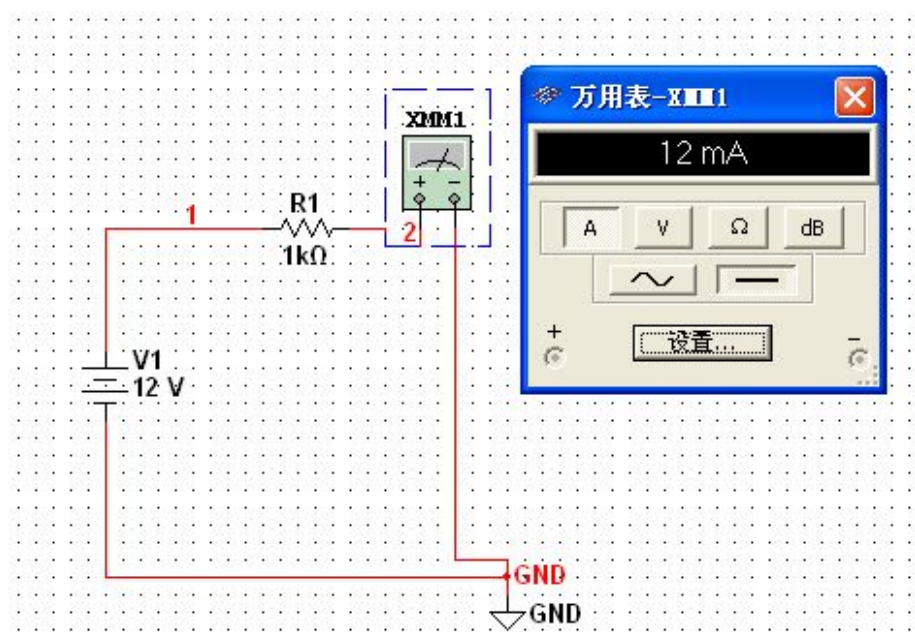 XMM1
+ −
1
R1
1kΩ
2
V1
12 V
GND
GND
万用表-XMM1
12 mA
A V Ω dB
+ 设置... −